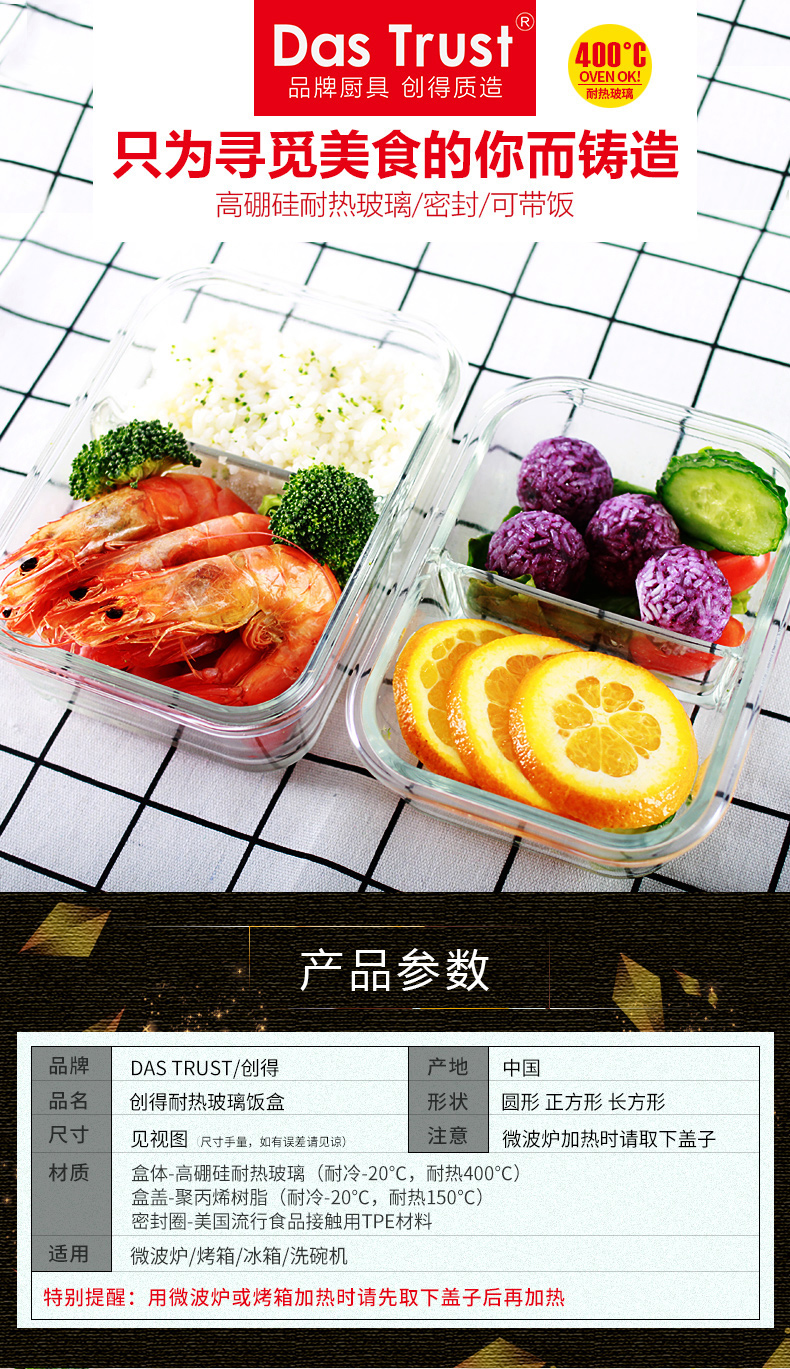 Das Trust®
品牌厨具 创得质造
400°C
OVEN OK!
耐热玻璃
只为寻觅美食的你而铸造
高硼硅耐热玻璃/密封/可带饭
产品参数
品牌 DAS TRUST/创得 产地 中国
品名 创得耐热玻璃饭盒 形状 圆形 正方形 长方形
尺寸 见视图（尺寸手量，如有误差请见谅） 注意 微波炉加热时请取下盖子
材质 盒体-高硼硅耐热玻璃（耐冷-20°C，耐热400°C）
盒盖-聚丙烯树脂（耐冷-20°C，耐热150°C）
密封圈-美国流行食品接触用TPE材料
适用 微波炉/烤箱/冰箱/洗碗机
特别提醒：用微波炉或烤箱加热时请先取下盖子后再加热